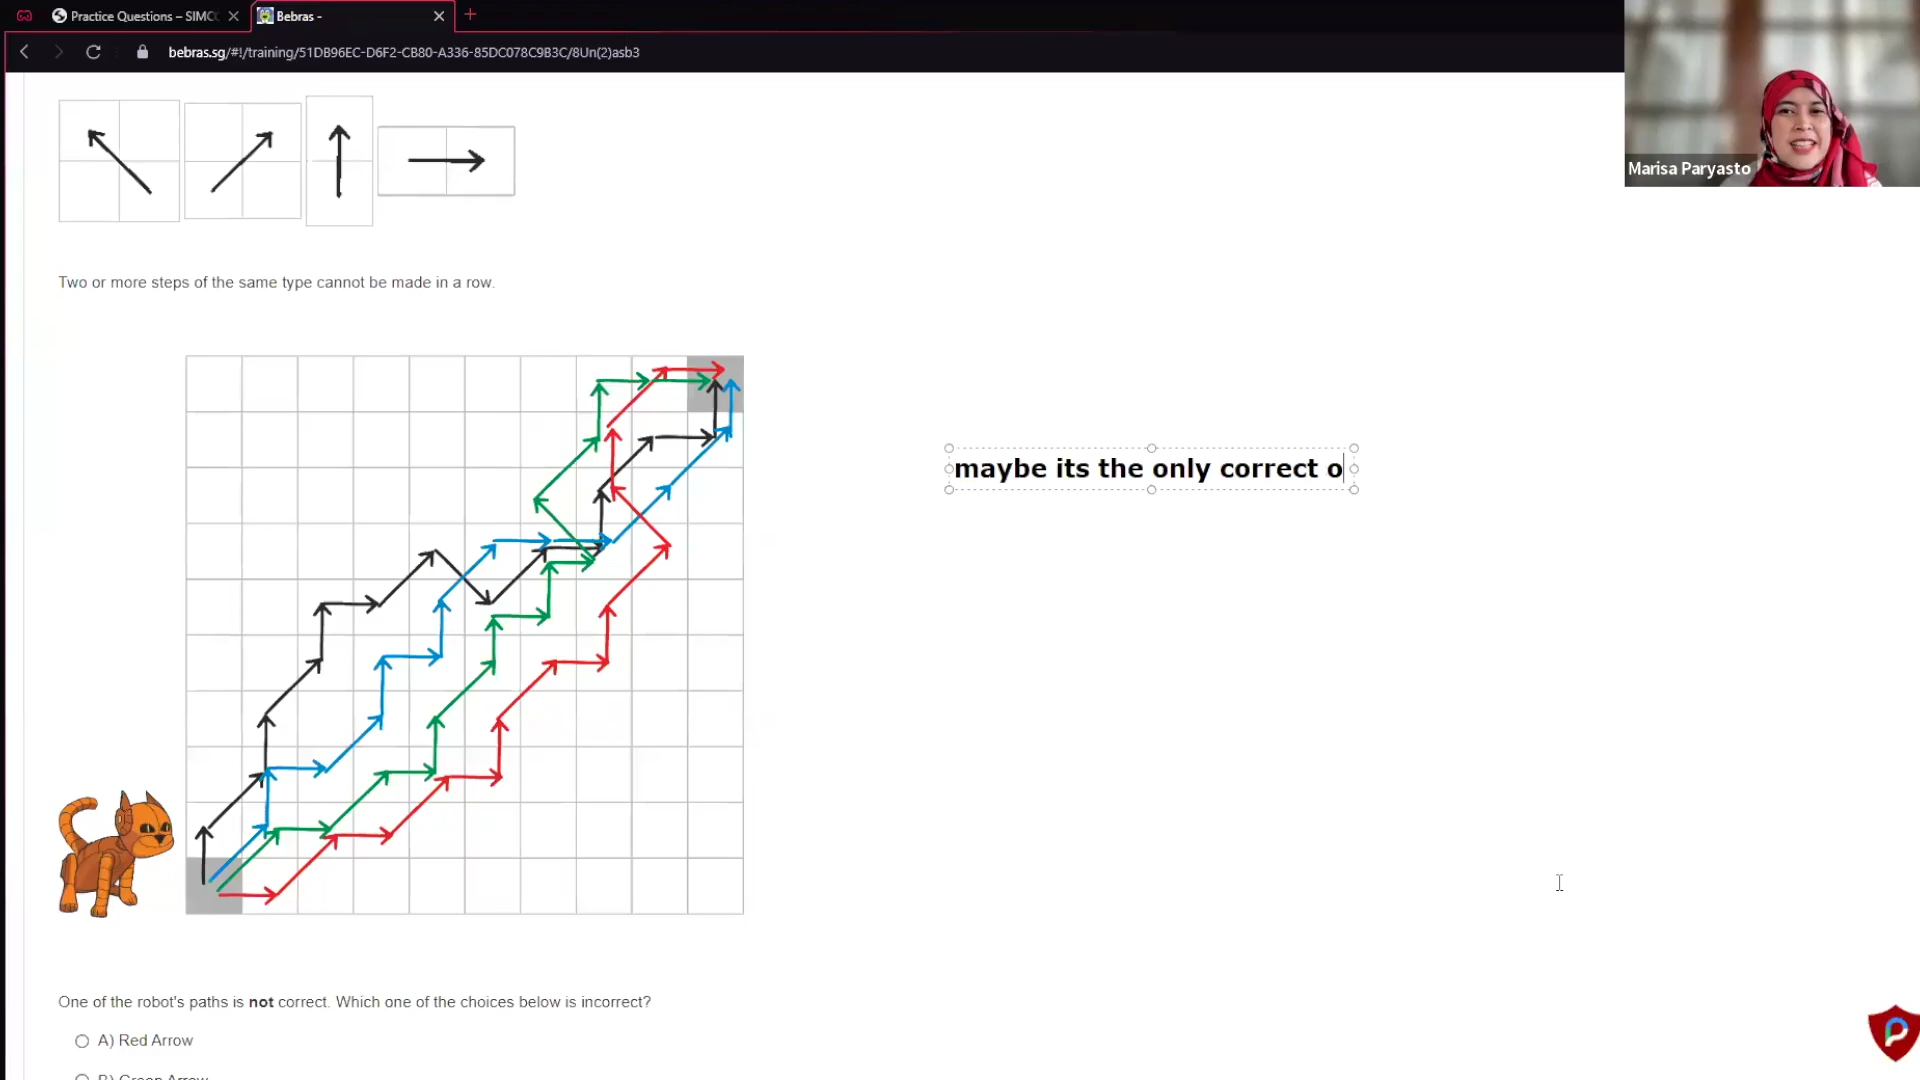 Practice Questions – SIMC
Bebras -
bebras.sg/#!/training/51DB96EC-D6F2-CB80-A336-85DC078C9B3C/8Un(2)asb3
Marisa Paryasto
Two or more steps of the same type cannot be made in a row.
maybe its the only correct o
One of the robot's paths is not correct. Which one of the choices below is incorrect?
A) Red Arrow
B) Green Arrow